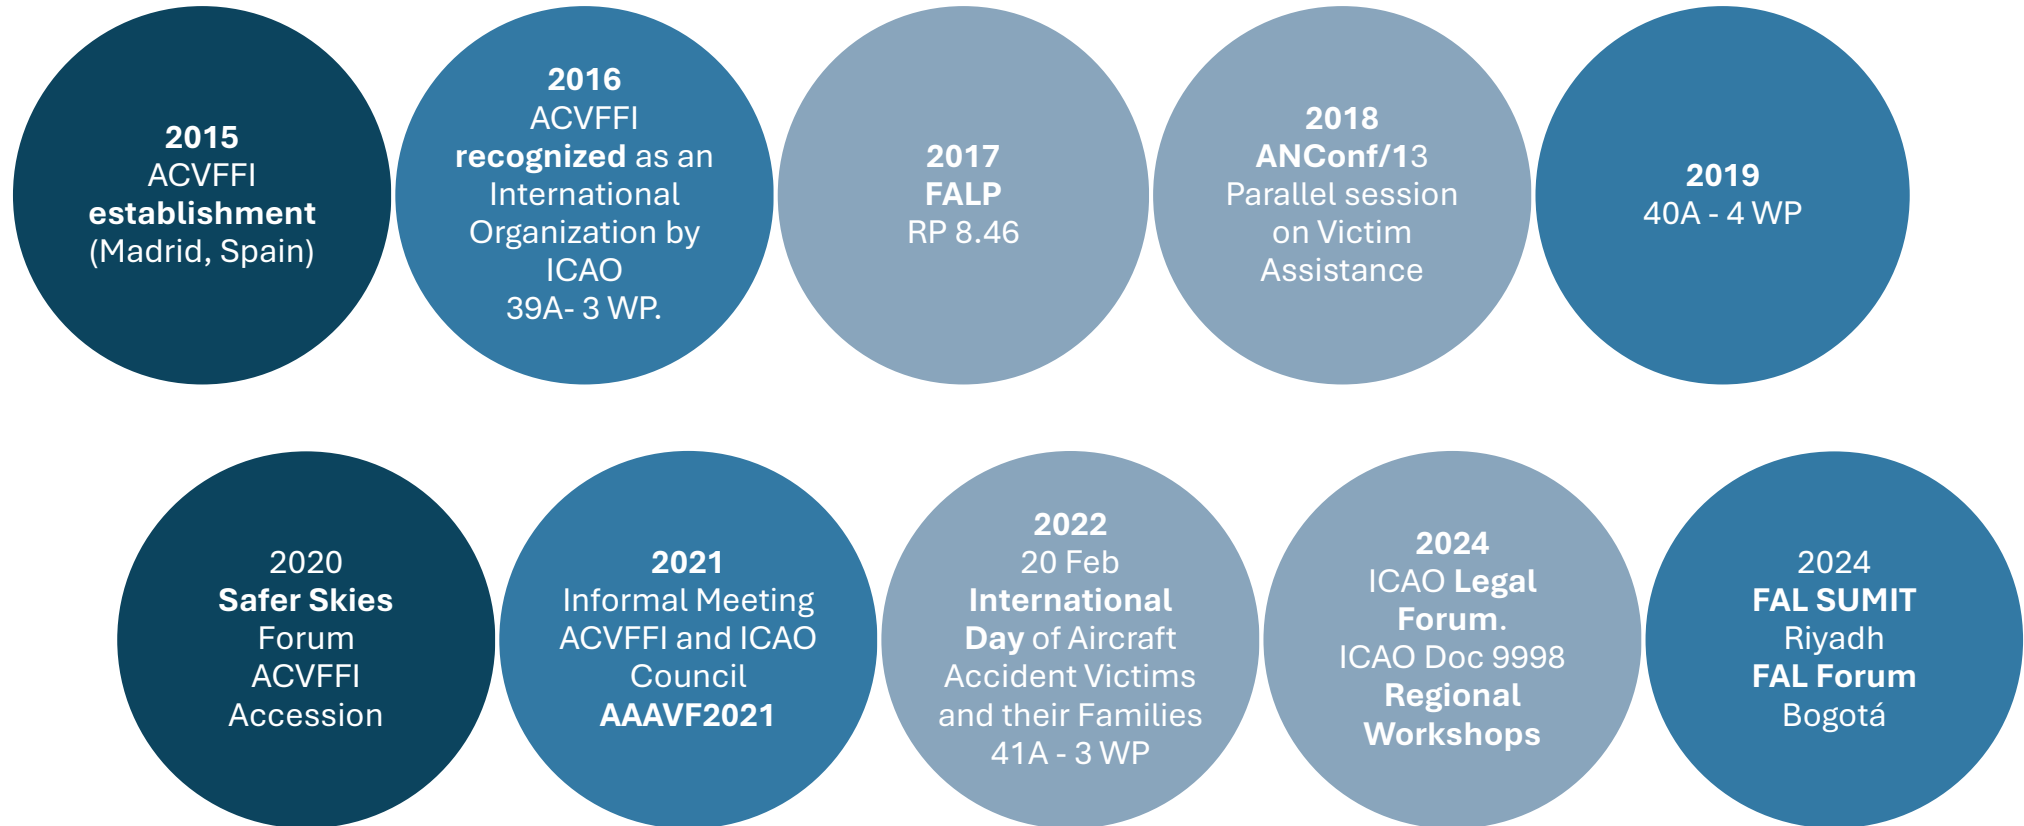 2015
ACVFFI
establishment
(Madrid, Spain)
2016
ACVFFI
recognized as an
International
Organization by
ICAO
39A- 3 WP.
2017
FALP
RP 8.46
2018
ANConf/13
Parallel session
on Victim
Assistance
2019
40A - 4 WP
2020
Safer Skies
Forum
ACVFFI
Accession
2021
Informal Meeting
ACVFFI and ICAO
Council
AAAVF2021
2022
20 Feb
International
Day of Aircraft
Accident Victims
and their Families
41A - 3 WP
2024
ICAO Legal
Forum.
ICAO Doc 9998
Regional
Workshops
2024
FAL SUMIT
Riyadh
FAL Forum
Bogotá